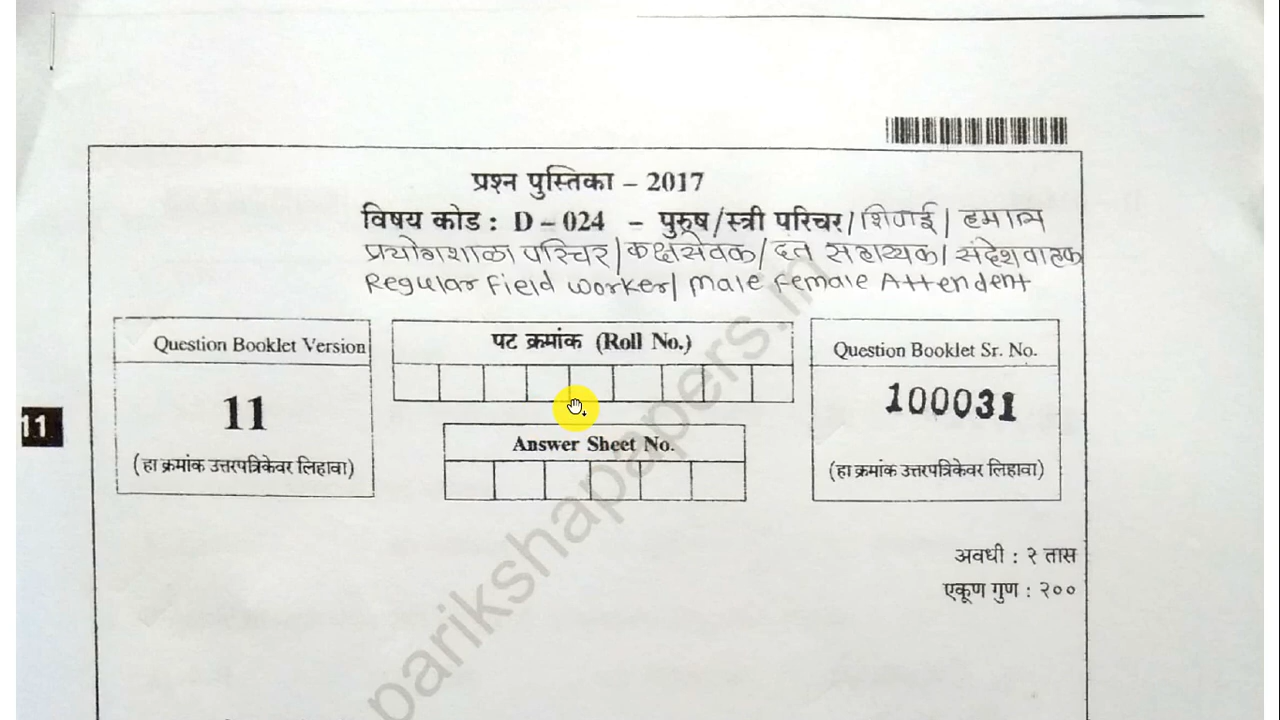 प्रश्न पुस्तिका – 2017
विषय कोड : D – 024 – पुरुष/स्त्री परिचर/शिपाई/हमाल
प्रयोगशाळा परिचर/कक्षसेवक/दंत सहाय्यक/संदेशवाहक
Regular Field Worker/ Male Female Attendent
Question Booklet Version
पट क्रमांक (Roll No.)
Question Booklet Sr. No.
11
100031
11
Answer Sheet No.
(हा क्रमांक उत्तरपत्रिकेवर लिहावा)
(हा क्रमांक उत्तरपत्रिकेवर लिहावा)
अवधी : २ तास
एकूण गुण : २००
parikshapapers.in